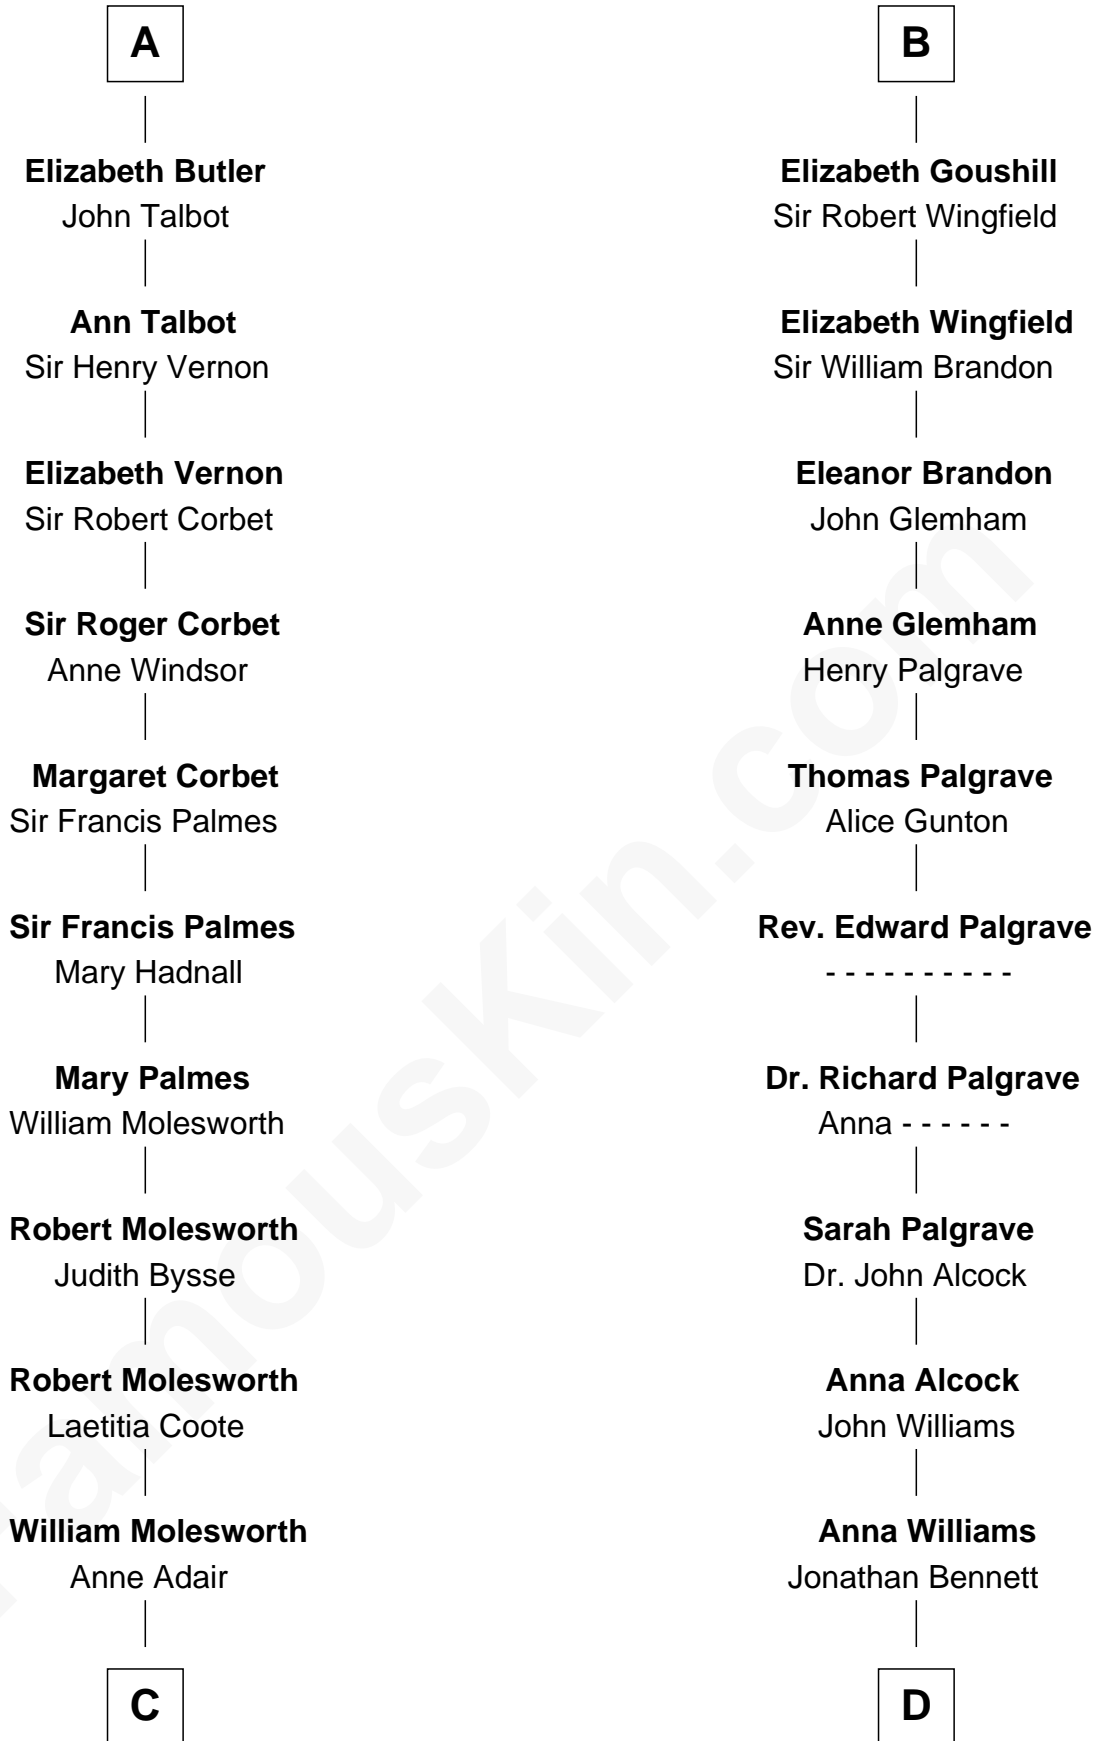 A
Elizabeth Butler
John Talbot
Ann Talbot
Sir Henry Vernon
Elizabeth Vernon
Sir Robert Corbet
Sir Roger Corbet
Anne Windsor
Margaret Corbet
Sir Francis Palmes
Sir Francis Palmes
Mary Hadnall
Mary Palmes
William Molesworth
Robert Molesworth
Judith Bysse
Robert Molesworth
Laetitia Coote
William Molesworth
Anne Adair
C
B
Elizabeth Goushill
Sir Robert Wingfield
Elizabeth Wingfield
Sir William Brandon
Eleanor Brandon
John Glemham
Anne Glemham
Henry Palgrave
Thomas Palgrave
Alice Gunton
Rev. Edward Palgrave
- - - - - - - - - -
Dr. Richard Palgrave
Anna - - - - - -
Sarah Palgrave
Dr. John Alcock
Anna Alcock
John Williams
Anna Williams
Jonathan Bennett
D
FamousKin.com